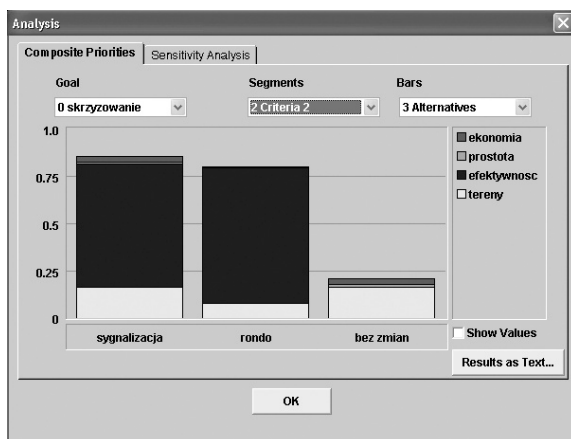 Analysis
Composite Priorities
Sensitivity Analysis
Goal
Segments
Bars
0 skrzyzowanie
2 Criteria 2
3 Alternatives
1.0
0.75
0.5
0.25
0
ekonomia
prostota
efektywnosc
tereny
sygnalizacja
rondo
bez zmian
Show Values
Results as Text...
OK